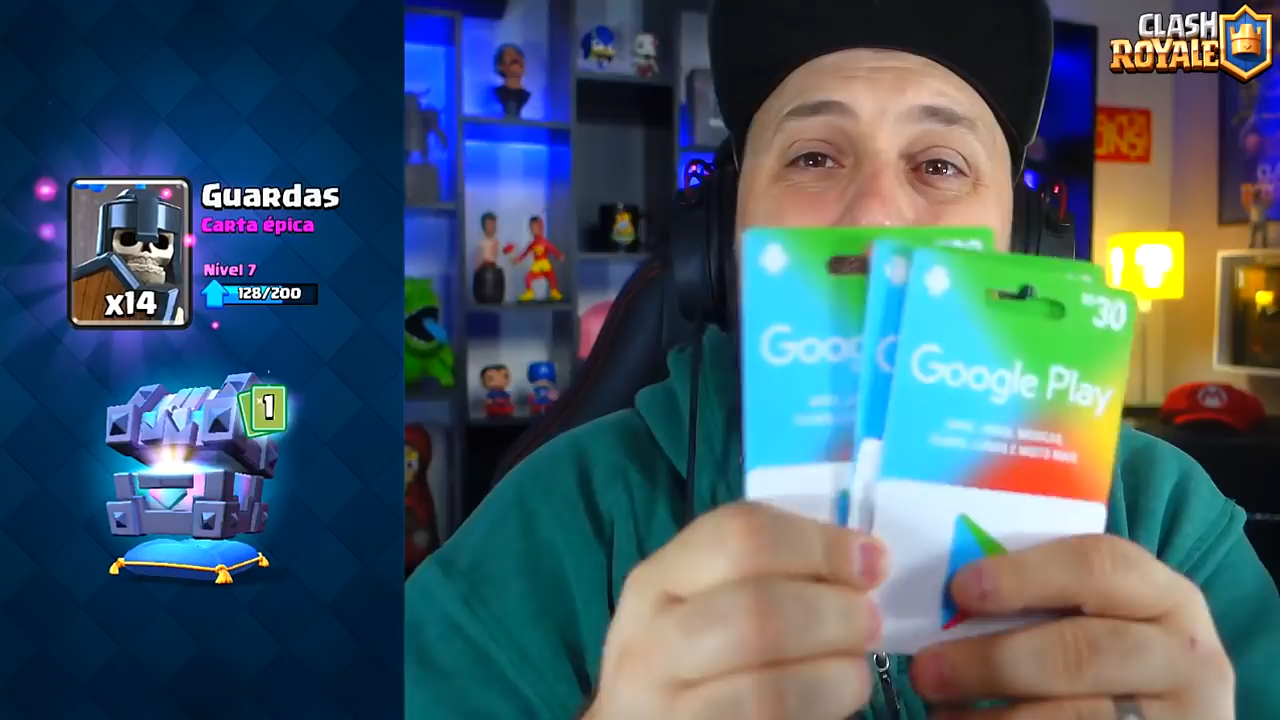 Guardas
Carta épica
Nível 7
128/200
x14
1
CLASH
ROYALE
30
Google Play
Goog